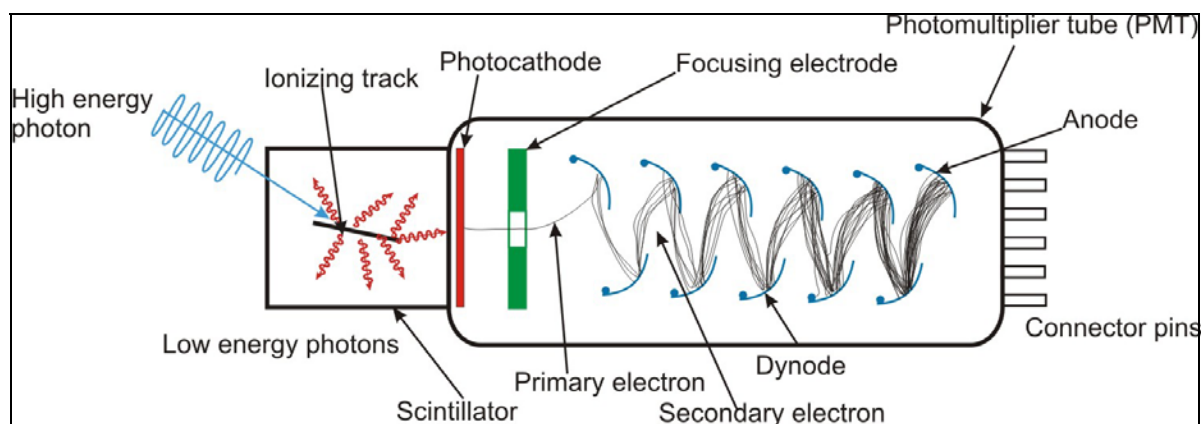 Photomultiplier tube (PMT)
Photocathode
Focusing electrode
Ionizing track
High energy
photon
Anode
Low energy photons
Connector pins
Primary electron
Dynode
Scintillator
Secondary electron